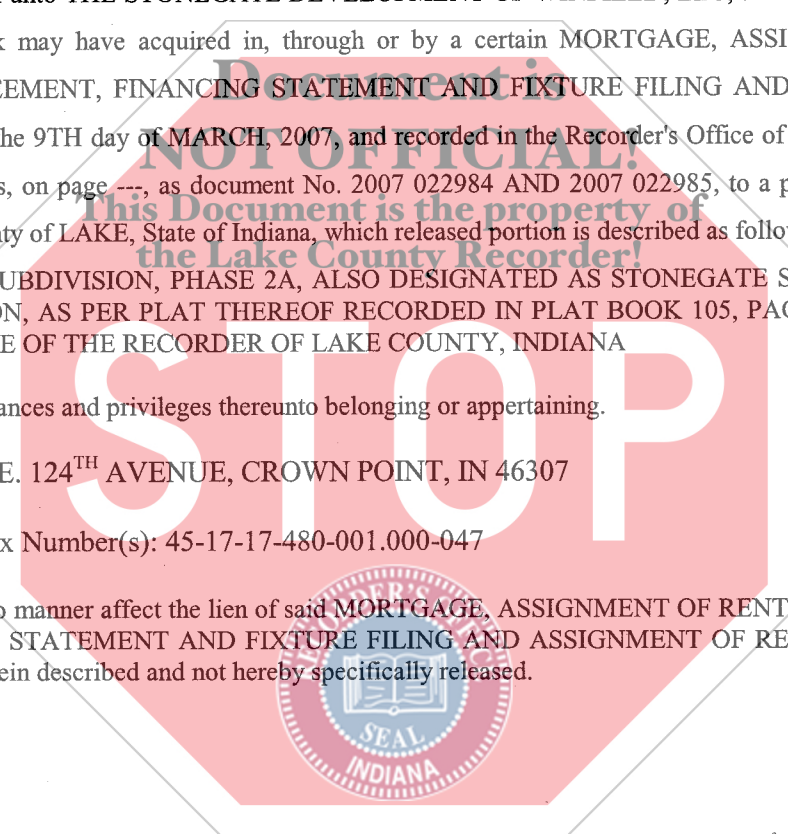 unto THE STONEGATE DEVELOPMENT
may have acquired in, through or by a certain MORTGAGE, ASSI
CEMENT, FINANCING STATEMENT AND FIXTURE FILING AND
Document is
he 9TH day of MARCH, 2007, and recorded in the Recorder's Office of
NOT OFFICIAL!
s, on page ---, as document No. 2007 022984 AND 2007 022985, to a p
This Document is the property of
ty of LAKE, State of Indiana, which released portion is described as follo
the Lake County Recorder!
UBDIVISION, PHASE 2A, ALSO DESIGNATED AS STONEGATE S
ON, AS PER PLAT THEREOF RECORDED IN PLAT BOOK 105, PAG
E OF THE RECORDER OF LAKE COUNTY, INDIANA
STOP
ances and privileges thereunto belonging or appertaining.
E. 124TH AVENUE, CROWN POINT, IN 46307
x Number(s): 45-17-17-480-001.000-047
o manner affect the lien of said MORTGAGE, ASSIGNMENT OF RENT
STATEMENT AND FIXTURE FILING AND ASSIGNMENT OF RE
ein described and not hereby specifically released.
RECORDER'S OFFICE
SEAL
INDIANA